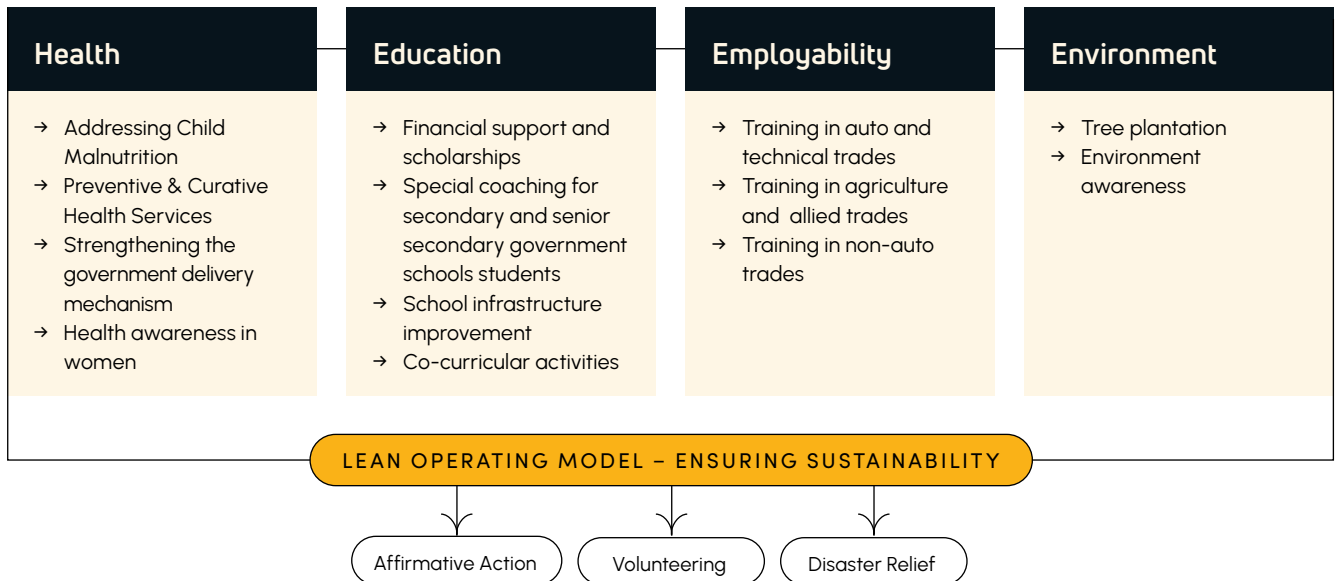 Health
→ Addressing Child
Malnutrition
→ Preventive & Curative
Health Services
→ Strengthening the
government delivery
mechanism
→ Health awareness in
women
Education
→ Financial support and
scholarships
→ Special coaching for
secondary and senior
secondary government
schools students
→ School infrastructure
improvement
→ Co-curricular activities
Employability
→ Training in auto and
technical trades
→ Training in agriculture
and allied trades
→ Training in non-auto
trades
Environment
→ Tree plantation
→ Environment
awareness
LEAN OPERATING MODEL – ENSURING SUSTAINABILITY
Affirmative Action
Volunteering
Disaster Relief